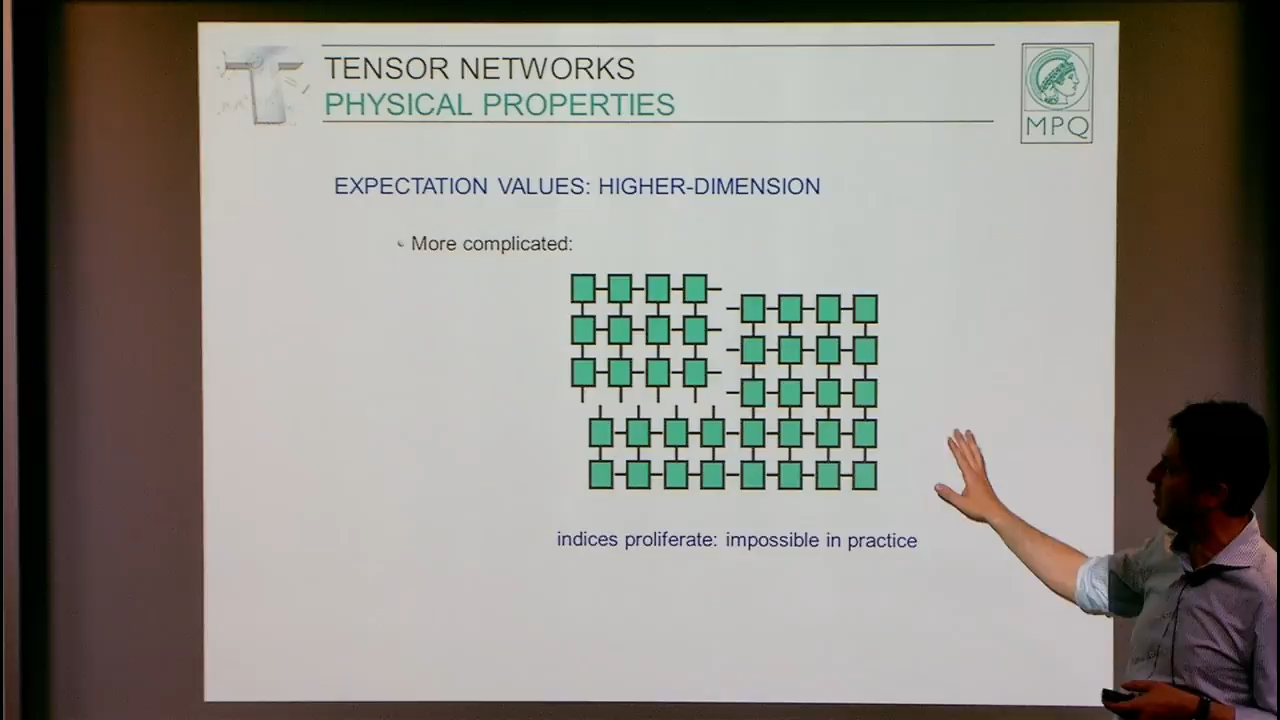 TENSOR NETWORKS
PHYSICAL PROPERTIES
MPQ
EXPECTATION VALUES: HIGHER-DIMENSION
More complicated:
indices proliferate: impossible in practice